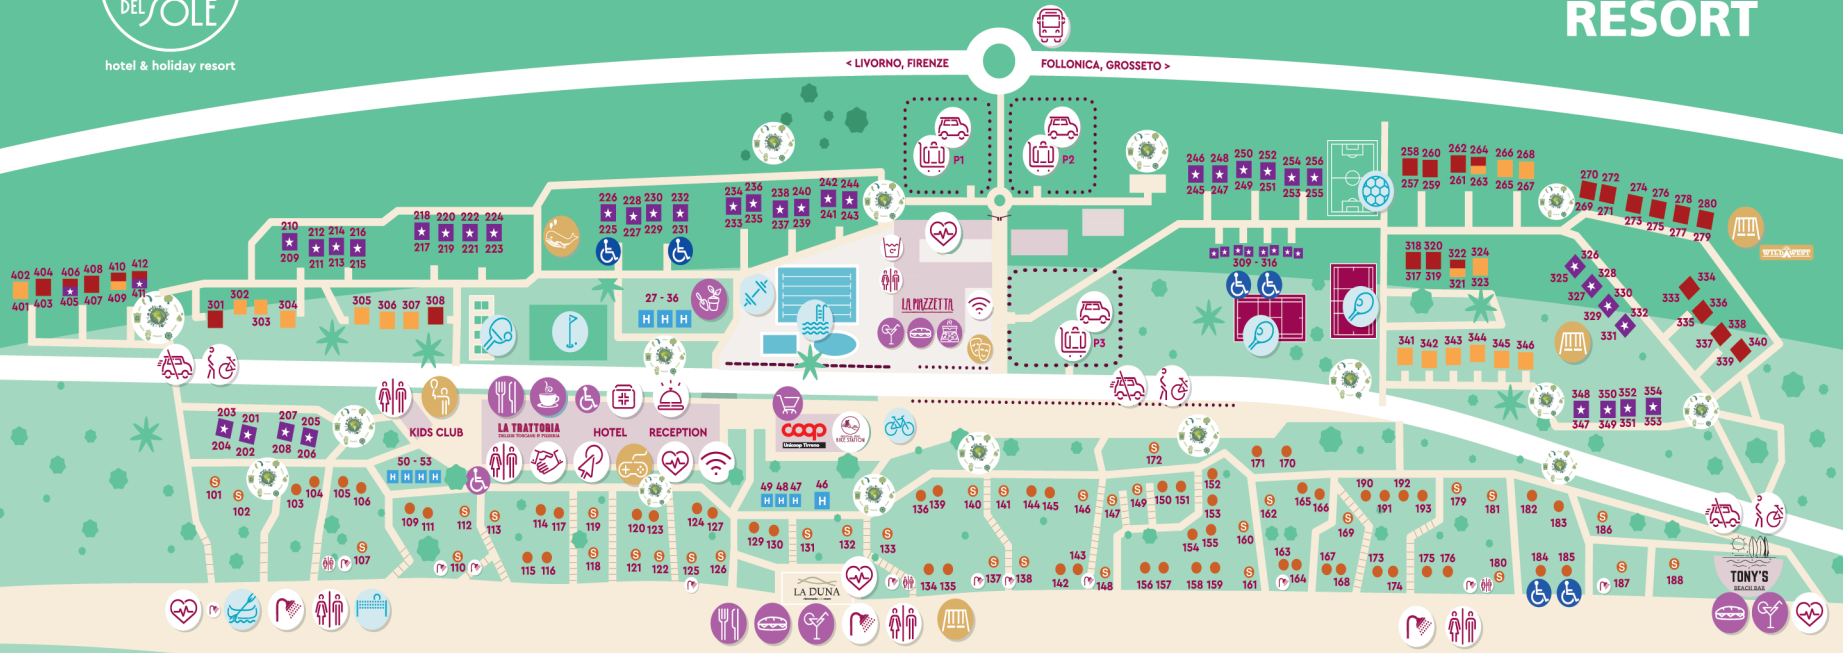 DEL SOLE
hotel & holiday resort
RESORT
< LIVORNO, FIRENZE
FOLLONICA, GROSSETO >
P1
P2
P3
402 404 406 408 410 412
401 403 405 407 409 411
210 212 214 216
209 211 213 215
218 220 222 224
217 219 221 223
226 228 230 232
225 227 229 231
234 236 238 240 242 244
233 235 237 239 241 243
246 248 250 252 254 256
245 247 249 251 253 255
258 260 262 264 266 268
257 259 261 263 265 267
270 272 274 276 278 280
269 271 273 275 277 279
WILD WEST
301 302 303 304
305 306 307 308
27 - 36
H H H
LA PIAZZETTA
309 - 316
318 320 322 324
317 319 321 323
326 328 330 332
325 327 329 331
334 336 338 340
333 335 337 339
341 342 343 344 345 346
348 350 352 354
347 349 351 353
203 201 207 205
204 202 208 206
KIDS CLUB
LA TRATTORIA
HOTEL
RECEPTION
coop
Unicoop Tirreno
BIKE STATION
50 - 53
H H H H
49 48 47 46
H H H H
101 102 103 104 105 106 107
109 111 110 112 113
114 117 115 116 119 118
120 123 121 122 124 127 125 126
129 130 131 132 133
134 135 136 139 137 138
140 141 144 145 142 143 146 147 148
149 150 151 152 153 154 155
156 157 158 159 160 161 162
163 164 165 166 167 168 169
170 171 172 173 174 175 176
179 180 181 182 183 184 185 186 187 188
190 191 192 193
LA DUNA
TONY'S
BEACH BAR